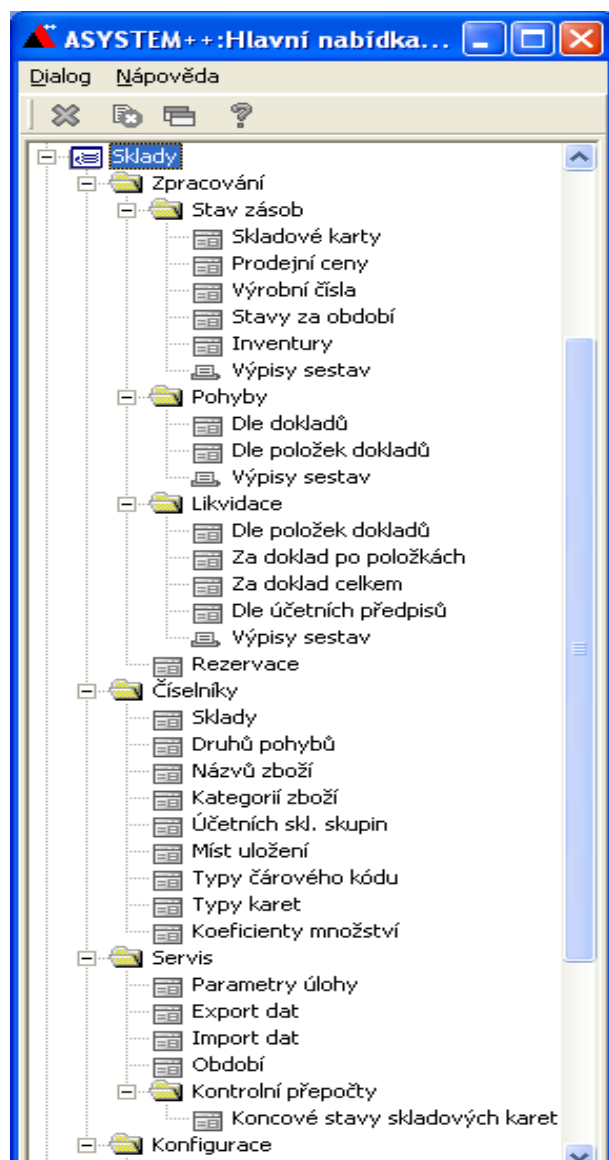 ASYSTEM++:Hlavní nabídka...
Dialog Nápověda
Sklady
Zpracování
Stav zásob
Skladové karty
Prodejní ceny
Výrobní čísla
Stavy za období
Inventury
Výpisy sestav
Pohyby
Dle dokladů
Dle položek dokladů
Výpisy sestav
Likvidace
Dle položek dokladů
Za doklad po položkách
Za doklad celkem
Dle účetních předpisů
Výpisy sestav
Rezervace
Číselníky
Sklady
Druhů pohybů
Názvů zboží
Kategorií zboží
Účetních skl. skupin
Míst uložení
Typy čárového kódu
Typy karet
Koeficienty množství
Servis
Parametry úlohy
Export dat
Import dat
Období
Kontrolní přepočty
Koncové stavy skladových karet
Konfigurace